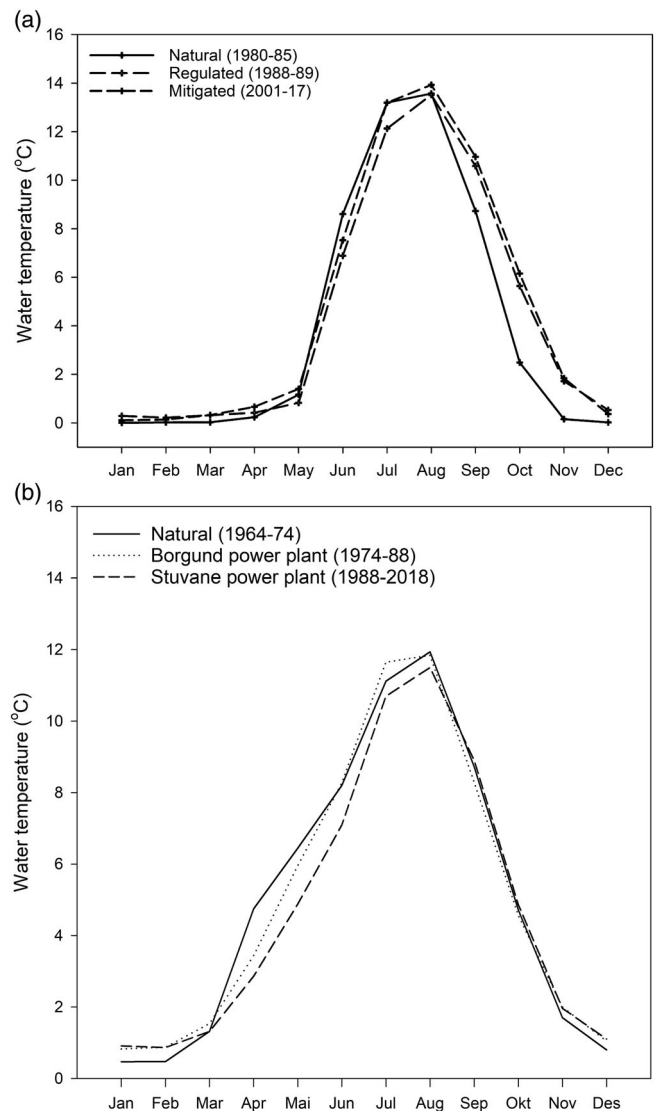 (a)
16
14
12
10
8
6
4
2
0
Water temperature (°C)
Natural (1980-85)
Regulated (1988-89)
Mitigated (2001-17)
Jan Feb Mar Apr May Jun Jul Aug Sep Oct Nov Dec
(b)
16
14
12
10
8
6
4
2
0
Water temperature (°C)
Natural (1964-74)
Borgund power plant (1974-88)
Stuvane power plant (1988-2018)
Jan Feb Mar Apr Mai Jun Jul Aug Sep Okt Nov Des